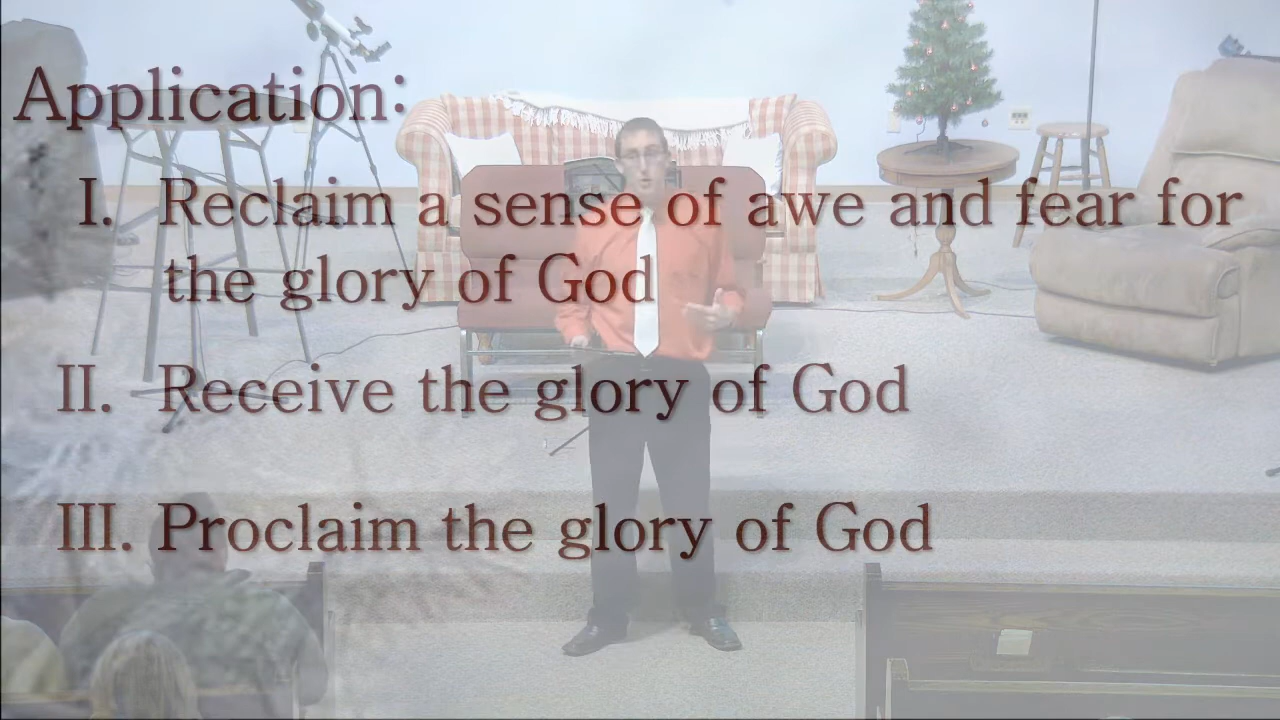 Application:
I. Reclaim a sense of awe and fear for
the glory of God
II. Receive the glory of God
III. Proclaim the glory of God